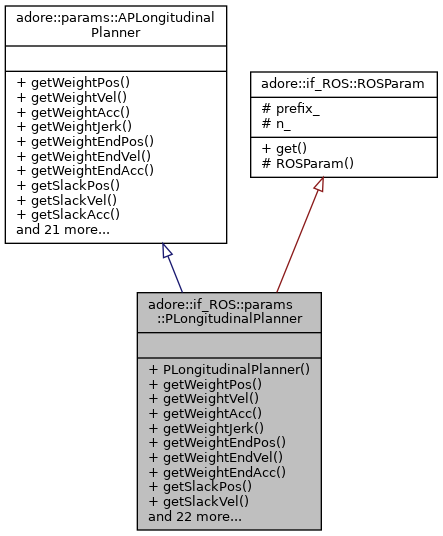 adore::params::APLongitudinal
Planner
+ getWeightPos()
+ getWeightVel()
+ getWeightAcc()
+ getWeightJerk()
+ getWeightEndPos()
+ getWeightEndVel()
+ getWeightEndAcc()
+ getSlackPos()
+ getSlackVel()
+ getSlackAcc()
and 21 more...
adore::if_ROS::ROSParam
# prefix_
# n_
+ get()
# ROSParam()
adore::if_ROS::params
::PLongitudinalPlanner
+ PLongitudinalPlanner()
+ getWeightPos()
+ getWeightVel()
+ getWeightAcc()
+ getWeightJerk()
+ getWeightEndPos()
+ getWeightEndVel()
+ getWeightEndAcc()
+ getSlackPos()
+ getSlackVel()
and 22 more...